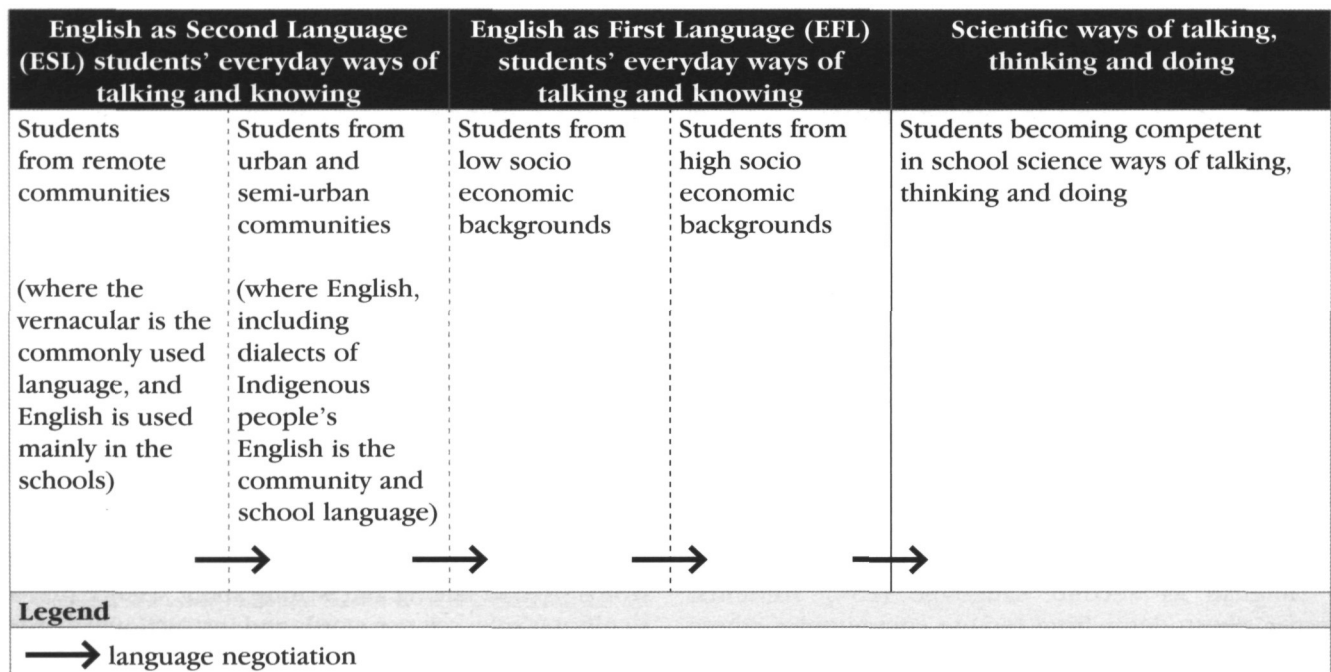 English as Second Language
(ESL) students' everyday ways of
talking and knowing
English as First Language (EFL)
students' everyday ways of
talking and knowing
Scientific ways of talking,
thinking and doing
Students
from remote
communities
(where the
vernacular is the
commonly used
language, and
English is used
mainly in the
schools)
Students from
urban and
semi-urban
communities
(where English,
including
dialects of
Indigenous
people's
English is the
community and
school language)
Students from
low socio
economic
backgrounds
Students from
high socio
economic
backgrounds
Students becoming competent
in school science ways of talking,
thinking and doing
Legend
language negotiation